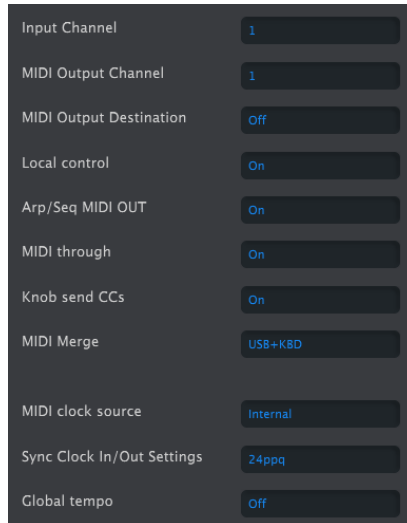 Input Channel 1
MIDI Output Channel 1
MIDI Output Destination Off
Local control On
Arp/Seq MIDI OUT On
MIDI through On
Knob send CCs On
MIDI Merge USB+KBD
MIDI clock source Internal
Sync Clock In/Out Settings 24ppq
Global tempo Off